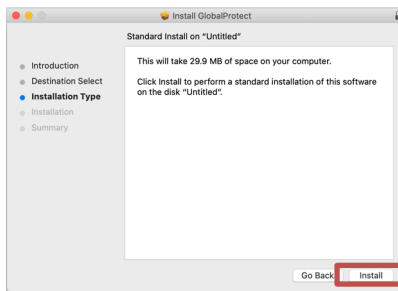 Install GlobalProtect
Standard Install on “Untitled”
Introduction
Destination Select
Installation Type
Installation
Summary
This will take 29.9 MB of space on your computer.
Click Install to perform a standard installation of this software
on the disk “Untitled”.
Go Back
Install